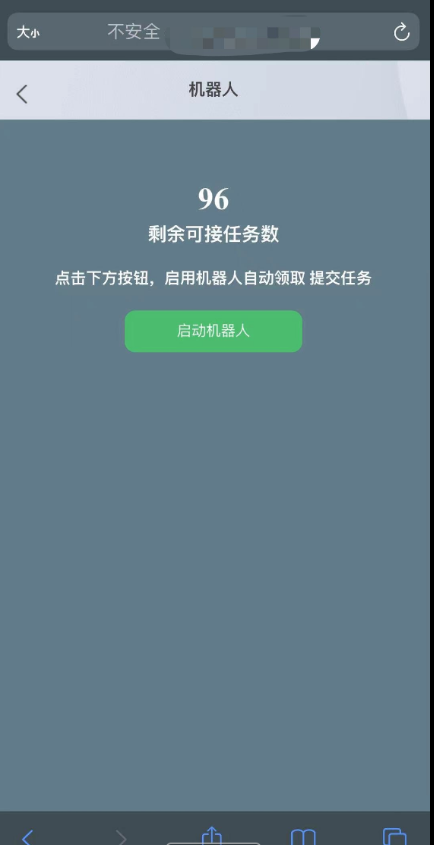 大小 不安全
机器人
96
剩余可接任务数
点击下方按钮，启用机器人自动领取 提交任务
启动机器人